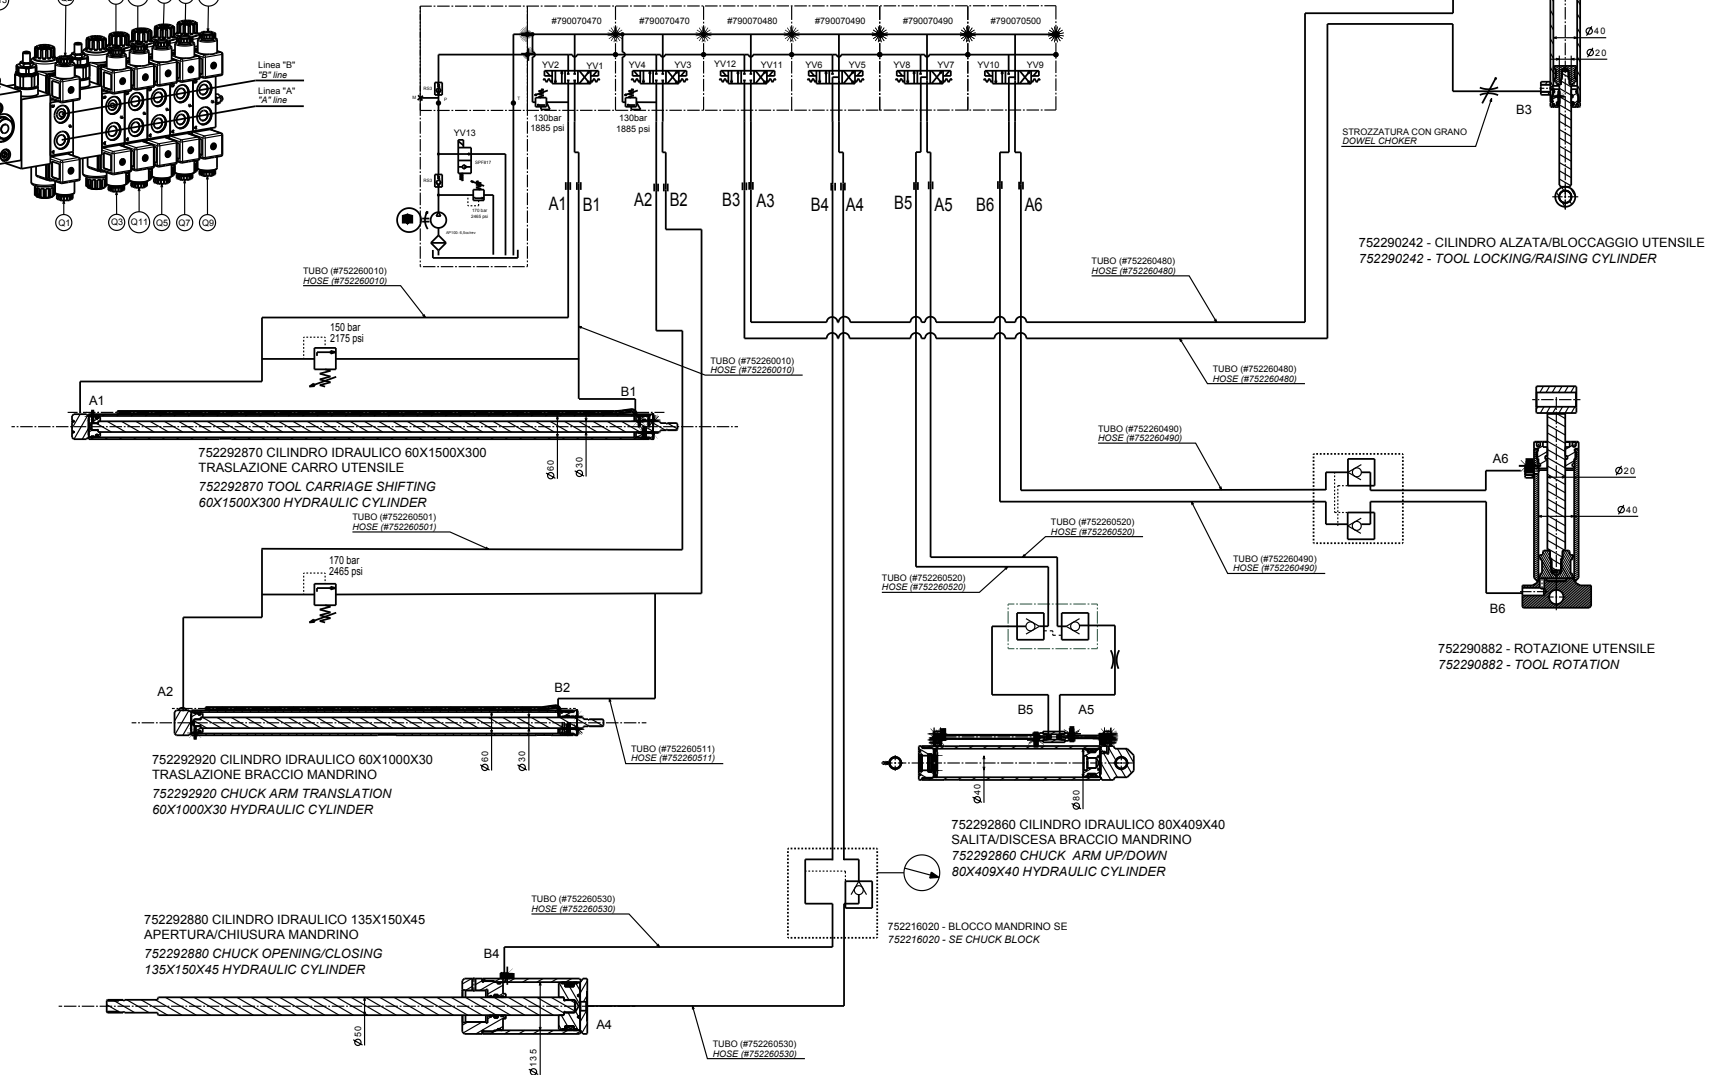 Linea "B"
"B" line
Linea "A"
"A" line
Q1
Q3
Q11
Q5
Q7
Q9
#790070470
#790070470
#790070480
#790070490
#790070490
#790070500
YV2
YV1
YV4
YV3
YV12
YV11
YV6
YV5
YV8
YV7
YV10
YV9
P
T
130bar
1885 psi
130bar
1885 psi
YV13
170 bar
2465 psi
A1
B1
A2
B2
B3
A3
B4
A4
B5
A5
B6
A6
Ø40
Ø20
B3
STROZZATURA CON GRANO
DOWEL CHOKER
752290242 - CILINDRO ALZATA/BLOCCAGGIO UTENSILE
752290242 - TOOL LOCKING/RAISING CYLINDER
TUBO (#752260010)
HOSE (#752260010)
TUBO (#752260480)
HOSE (#752260480)
150 bar
2175 psi
TUBO (#752260010)
HOSE (#752260010)
TUBO (#752260480)
HOSE (#752260480)
A1
B1
752292870 CILINDRO IDRAULICO 60X1500X300
TRASLAZIONE CARRO UTENSILE
752292870 TOOL CARRIAGE SHIFTING
60X1500X300 HYDRAULIC CYLINDER
Ø60
Ø30
TUBO (#752260490)
HOSE (#752260490)
A6
Ø20
Ø40
TUBO (#752260501)
HOSE (#752260501)
TUBO (#752260520)
HOSE (#752260520)
TUBO (#752260490)
HOSE (#752260490)
170 bar
2465 psi
TUBO (#752260520)
HOSE (#752260520)
B6
752290882 - ROTAZIONE UTENSILE
752290882 - TOOL ROTATION
A2
B2
B5
A5
752292920 CILINDRO IDRAULICO 60X1000X30
TRASLAZIONE BRACCIO MANDRINO
752292920 CHUCK ARM TRANSLATION
60X1000X30 HYDRAULIC CYLINDER
Ø60
Ø30
TUBO (#752260511)
HOSE (#752260511)
Ø40
Ø80
752292860 CILINDRO IDRAULICO 80X409X40
SALITA/DISCESA BRACCIO MANDRINO
752292860 CHUCK ARM UP/DOWN
80X409X40 HYDRAULIC CYLINDER
TUBO (#752260530)
HOSE (#752260530)
752216020 - BLOCCO MANDRINO SE
752216020 - SE CHUCK BLOCK
752292880 CILINDRO IDRAULICO 135X150X45
APERTURA/CHIUSURA MANDRINO
752292880 CHUCK OPENING/CLOSING
135X150X45 HYDRAULIC CYLINDER
B4
A4
Ø50
Ø135
TUBO (#752260530)
HOSE (#752260530)